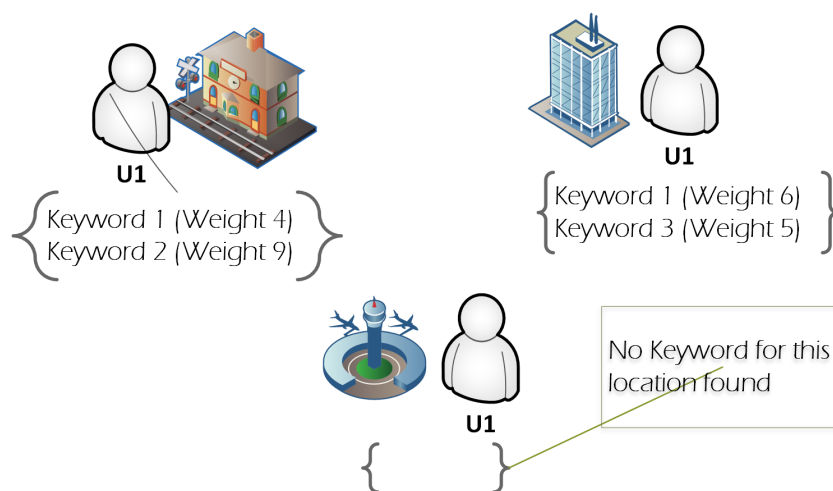 U1
Keyword 1 (Weight 4)
Keyword 2 (Weight 9)
U1
Keyword 1 (Weight 6)
Keyword 3 (Weight 5)
U1
No Keyword for this
location found